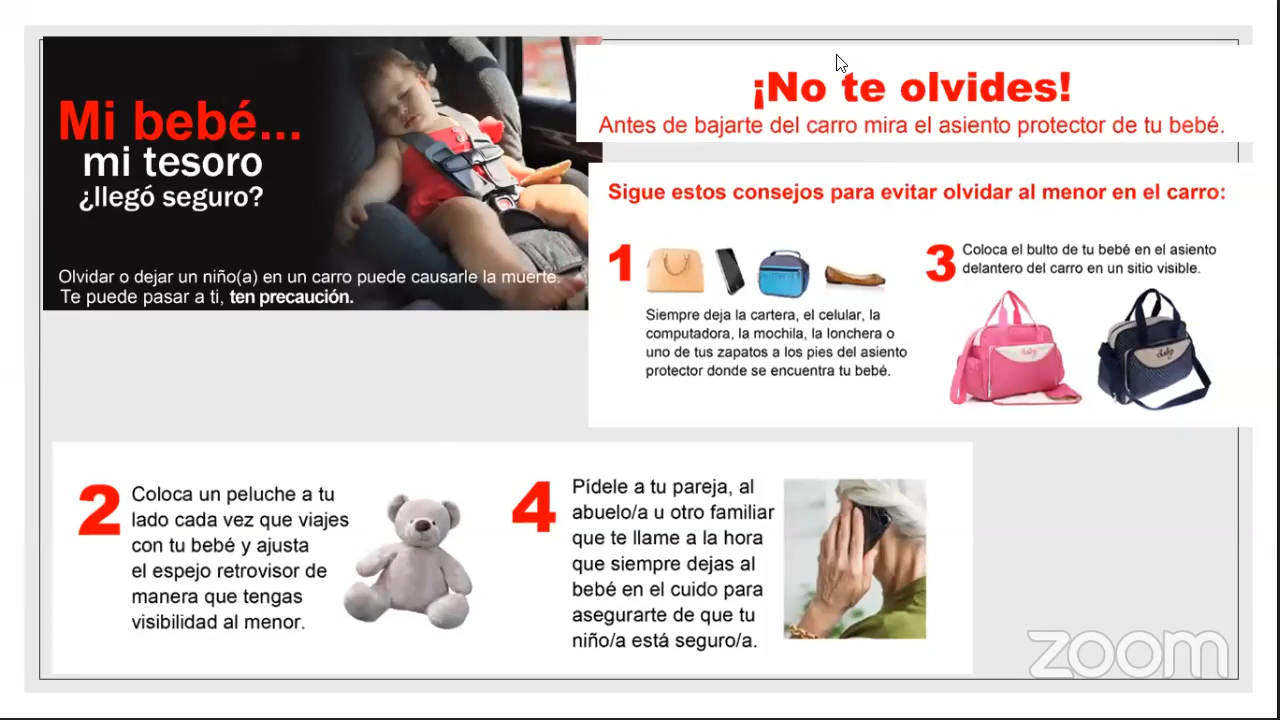 Mi bebé...
mi tesoro
¿llegó seguro?
Olvidar o dejar un niño(a) en un carro puede causarle la muerte.
Te puede pasar a ti, ten precaución.
¡No te olvides!
Antes de bajarte del carro mira el asiento protector de tu bebé.
Sigue estos consejos para evitar olvidar al menor en el carro:
1
Siempre deja la cartera, el celular, la
computadora, la mochila, la lonchera o
uno de tus zapatos a los pies del asiento
protector donde se encuentra tu bebé.
3
Coloca el bulto de tu bebé en el asiento
delantero del carro en un sitio visible.
baby
baby
2
Coloca un peluche a tu
lado cada vez que viajes
con tu bebé y ajusta
el espejo retrovisor de
manera que tengas
visibilidad al menor.
4
Pídele a tu pareja, al
abuelo/a u otro familiar
que te llame a la hora
que siempre dejas al
bebé en el cuido para
asegurarte de que tu
niño/a está seguro/a.
zoom